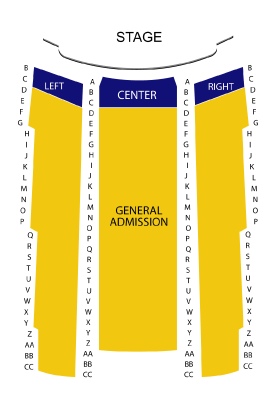 STAGE
LEFT
CENTER
RIGHT
GENERAL
ADMISSION
B
C
D
E
F
G
H
I
J
K
L
M
N
O
P
Q
R
S
T
U
V
W
X
Y
Z
AA
BB
CC
A
B
C
D
E
F
G
H
I
J
K
L
M
N
O
P
Q
R
S
T
U
V
W
X
Y
Z
AA
BB
CC
A
B
C
D
E
F
G
H
I
J
K
L
M
N
O
P
Q
R
S
T
U
V
W
X
Y
Z
AA
BB
CC
B
C
D
E
F
G
H
I
J
K
L
M
N
O
P
Q
R
S
T
U
V
W
X
Y
Z
AA
BB
CC